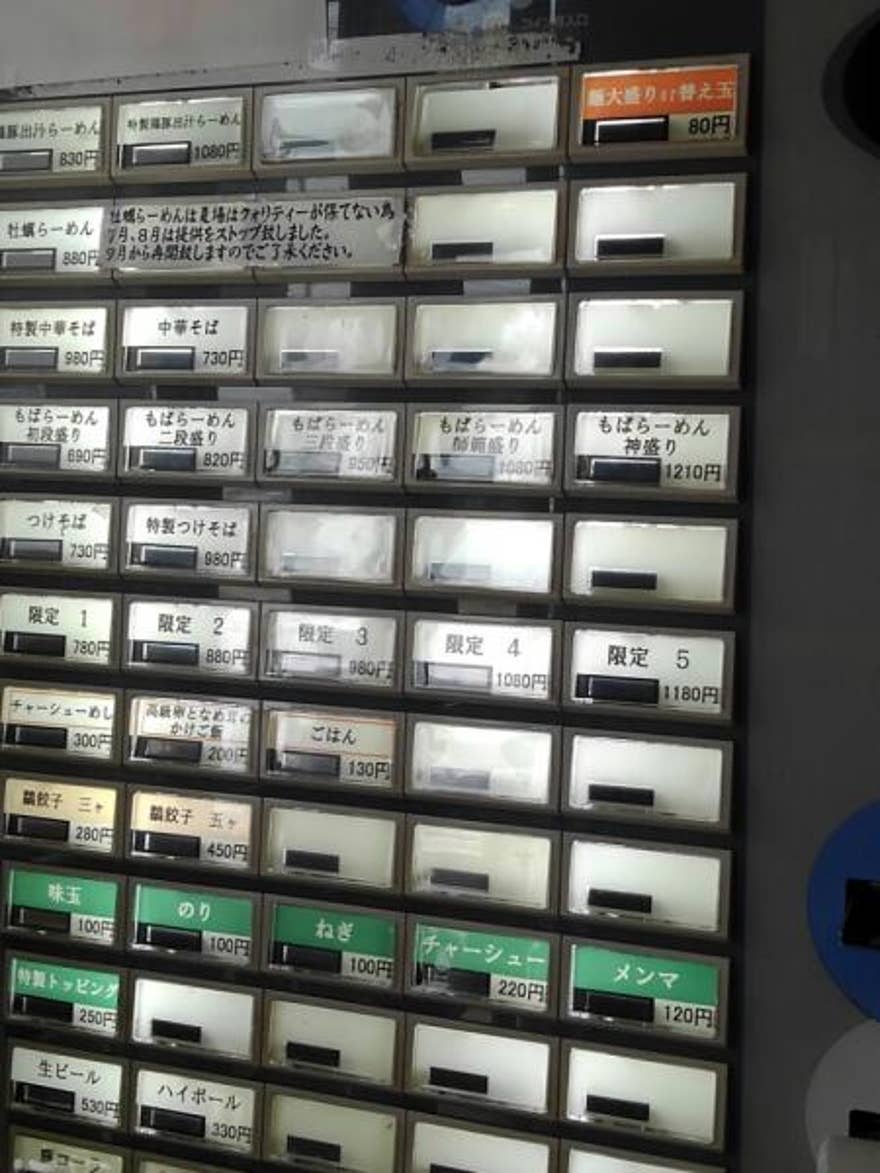 豚出汁らーめん
830円
特製鶏豚出汁らーめん
1080円
麺大盛りor替え玉
80円
牡蠣らーめん
880円
牡蠣らーめんは夏場はクォリティーが保てない為
7月、8月は提供をストップ致しました。
9月から再開致しますのでご了承ください。
特製中華そば
980円
中華そば
730円
もばらーめん
初段盛り
690円
もばらーめん
二段盛り
820円
もばらーめん
三段盛り
950円
もばらーめん
師範盛り
1080円
もばらーめん
神盛り
1210円
つけそば
730円
特製つけそば
980円
限定 1
780円
限定 2
880円
限定 3
980円
限定 4
1080円
限定 5
1180円
チャーシューめし
300円
高級卵となめ茸の
かけご飯
200円
ごはん
130円
餃子 三ヶ
280円
餃子 五ヶ
450円
味玉
100円
のり
100円
ねぎ
100円
チャーシュー
220円
メンマ
120円
特製トッピング
250円
生ビール
530円
ハイボール
330円